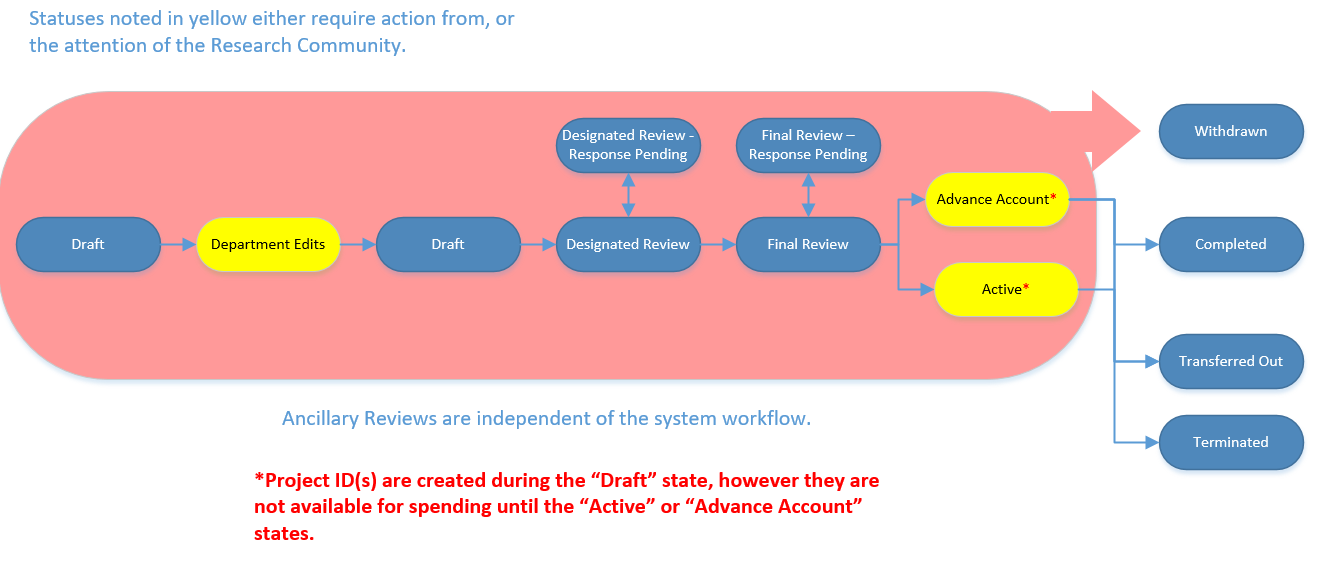 Statuses noted in yellow either require action from, or
the attention of the Research Community.
Designated Review -
Response Pending
Final Review –
Response Pending
Withdrawn
Advance Account*
Draft
Department Edits
Draft
Designated Review
Final Review
Completed
Active*
Transferred Out
Terminated
Ancillary Reviews are independent of the system workflow.
*Project ID(s) are created during the “Draft” state, however they are
not available for spending until the “Active” or “Advance Account”
states.